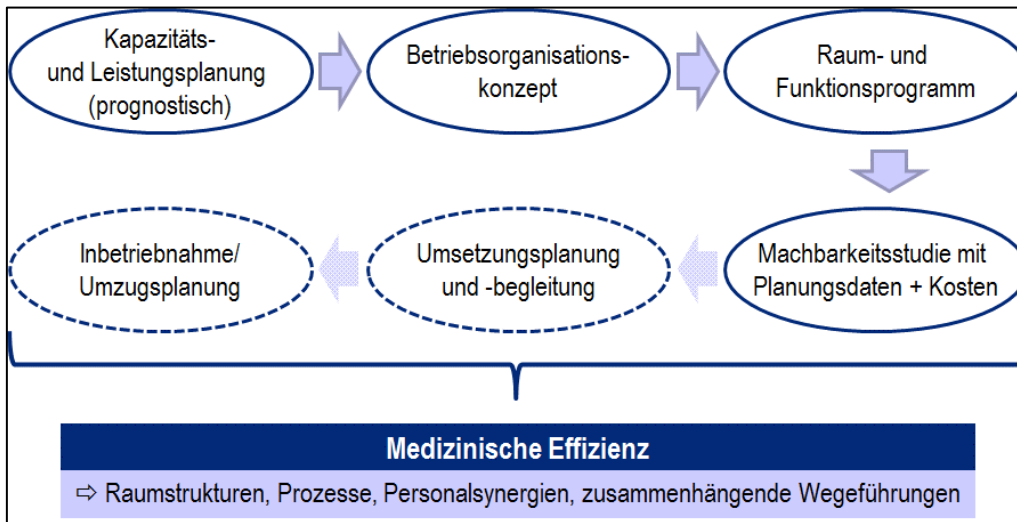 Kapazitäts-
und Leistungsplanung
(prognostisch)
Betriebsorganisations-
konzept
Raum- und
Funktionsprogramm
Machbarkeitsstudie mit
Planungsdaten + Kosten
Umsetzungsplanung
und -begleitung
Inbetriebnahme/
Umzugsplanung
Medizinische Effizienz
⇨ Raumstrukturen, Prozesse, Personalsynergien, zusammenhängende Wegeführungen